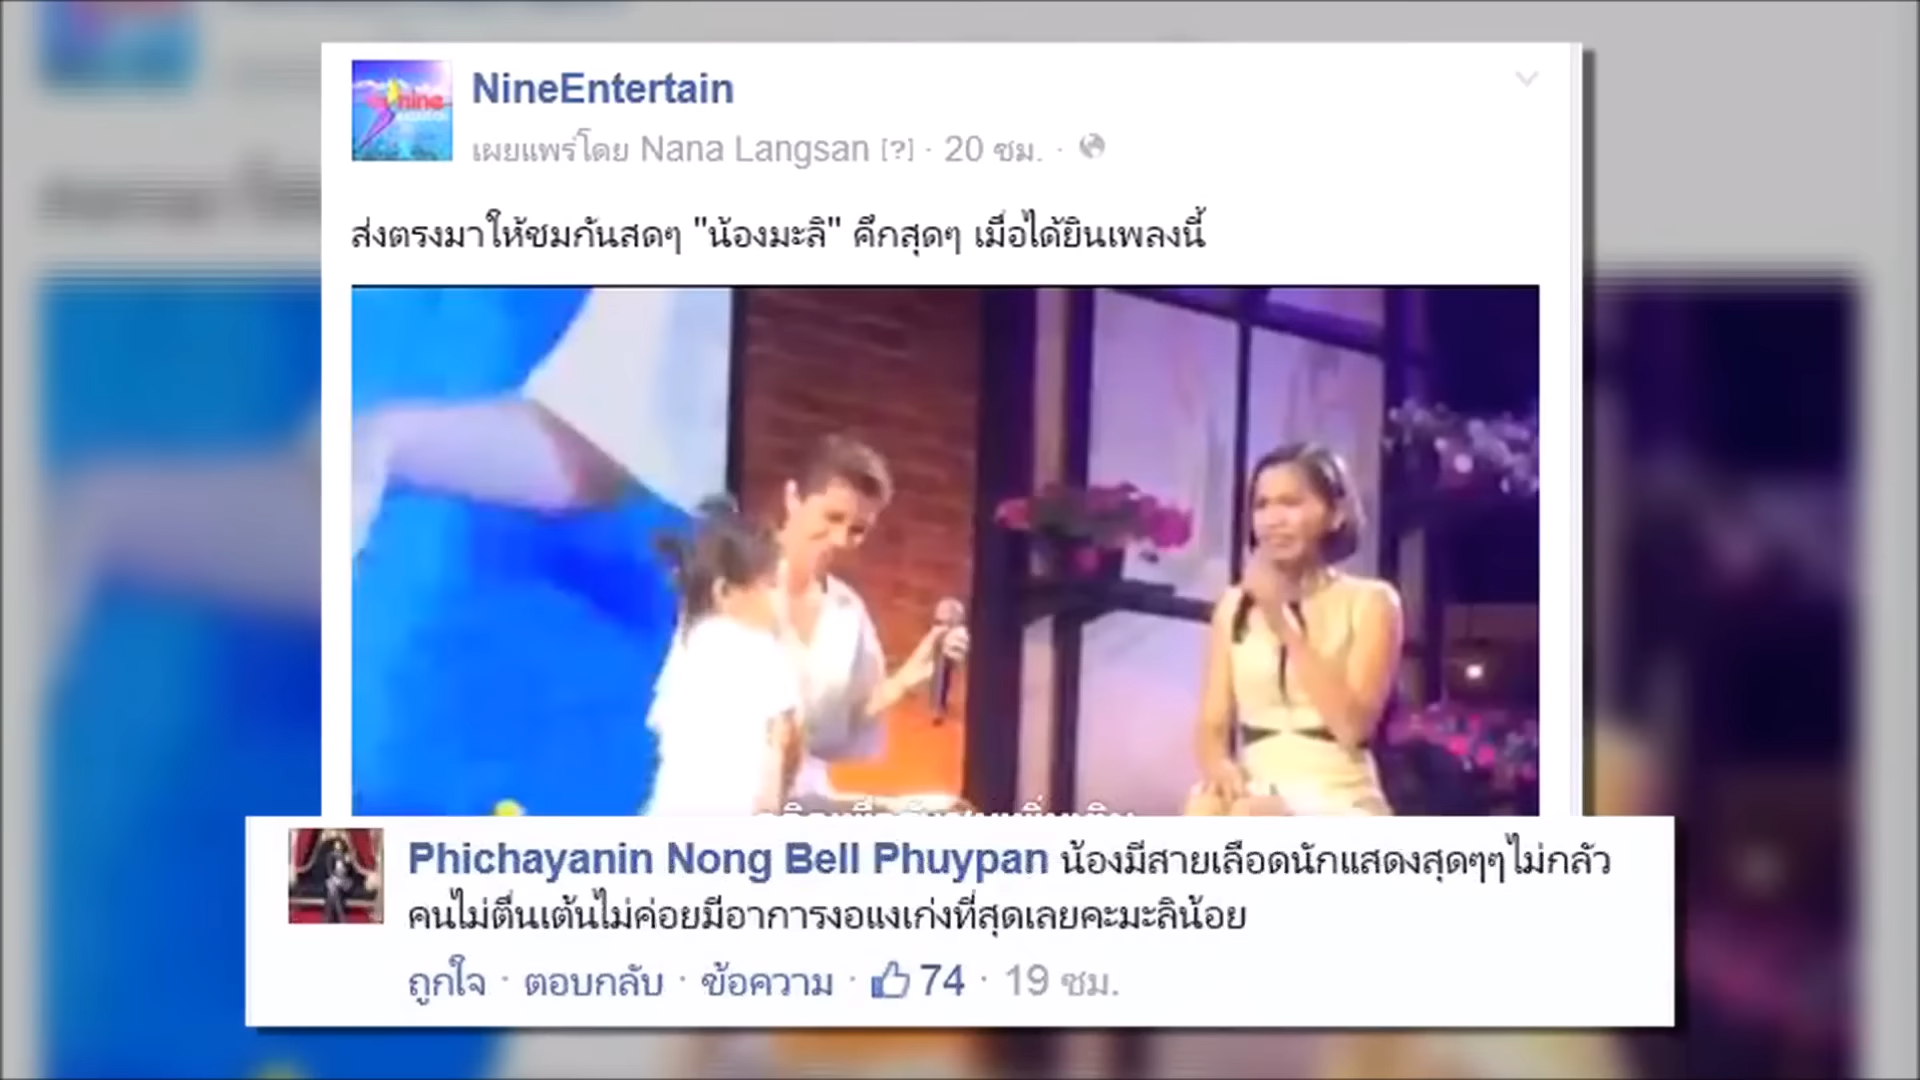 nine
NineEntertain
เผยแพร่โดย Nana Langsan [?] · 20 ชม. ·
ส่งตรงมาให้ชมกันสดๆ "น้องมะลิ" คึกสุดๆ เมื่อได้ยินเพลงนี้
Phichayanin Nong Bell Phuypan น้องมีสายเลือดนักแสดงสุดๆๆไม่กลัว
คนไม่ตื่นเต้นไม่ค่อยมีอาการงอแงเก่งที่สุดเลยคะมะลิน้อย
ถูกใจ · ตอบกลับ · ข้อความ · 74 · 19 ชม.